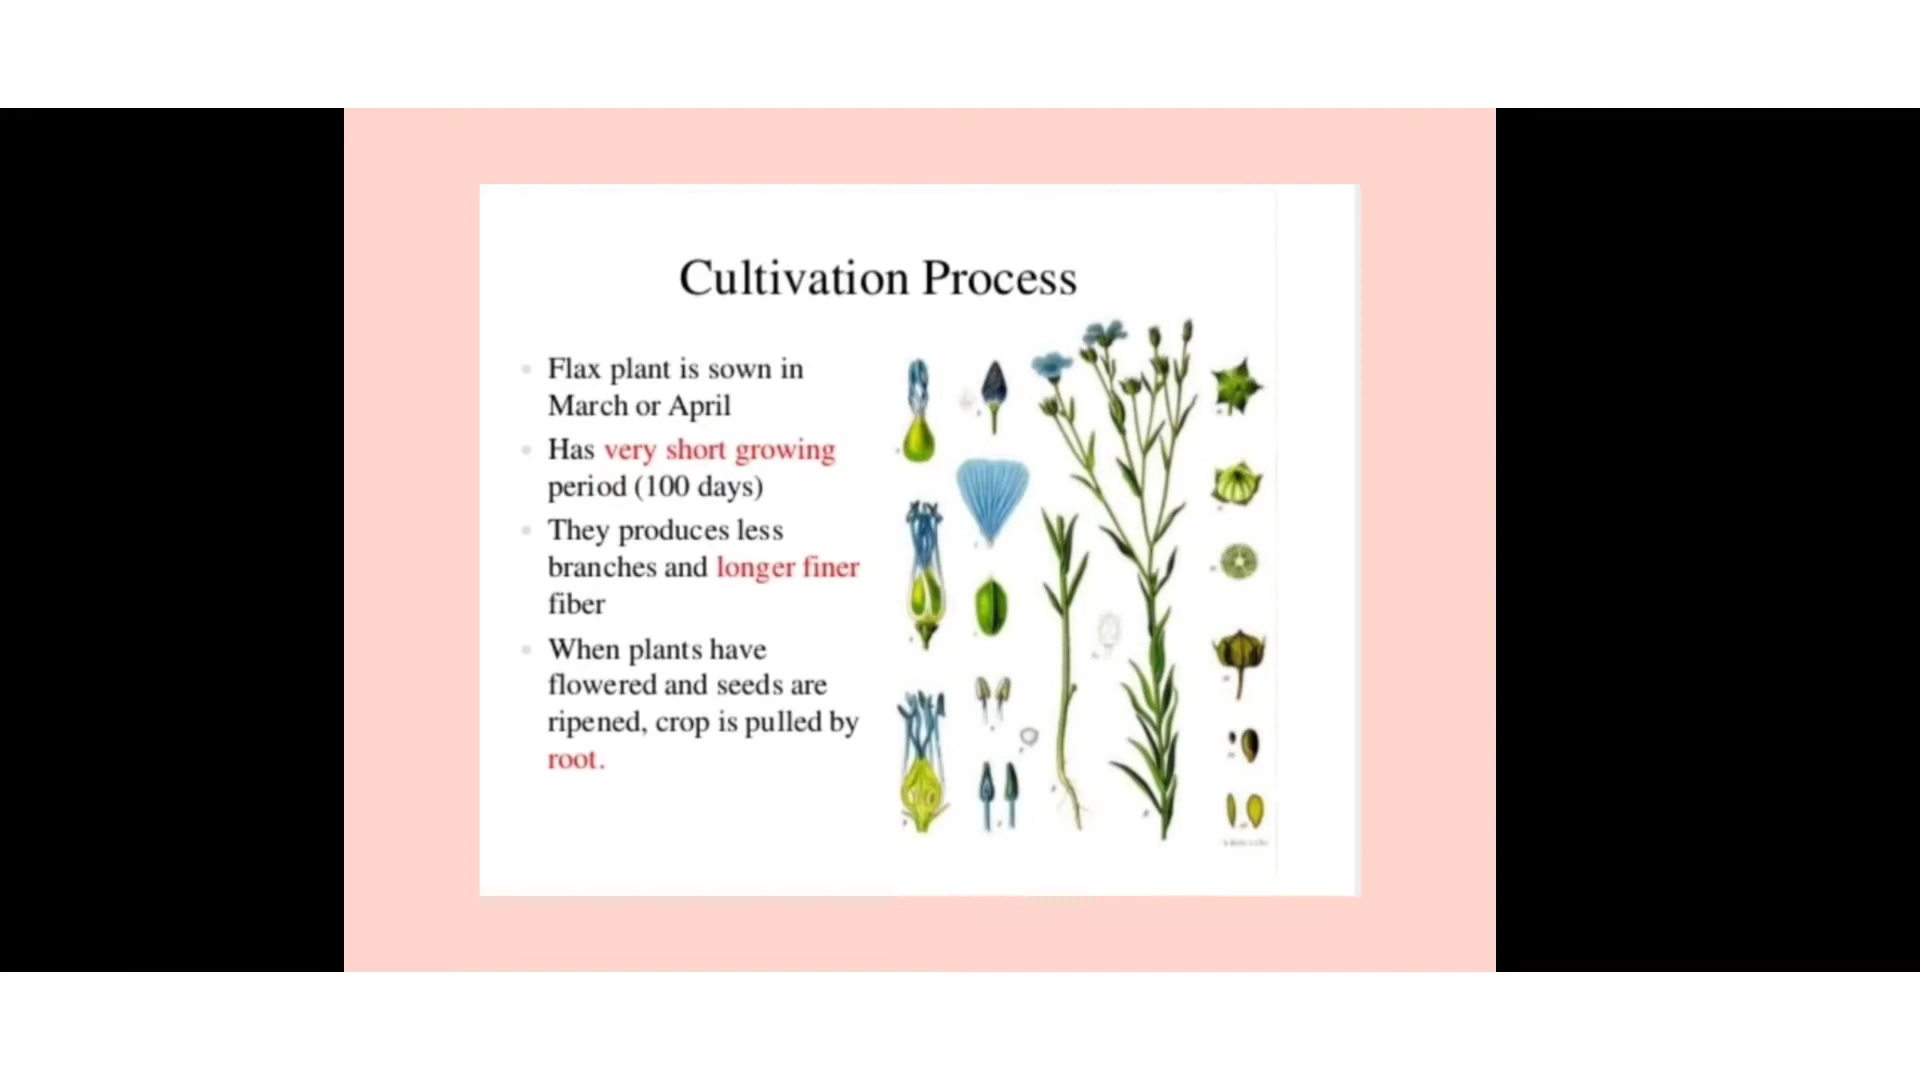 Cultivation Process
Flax plant is sown in
March or April
Has very short growing
period (100 days)
They produces less
branches and longer finer
fiber
When plants have
flowered and seeds are
ripened, crop is pulled by
root.